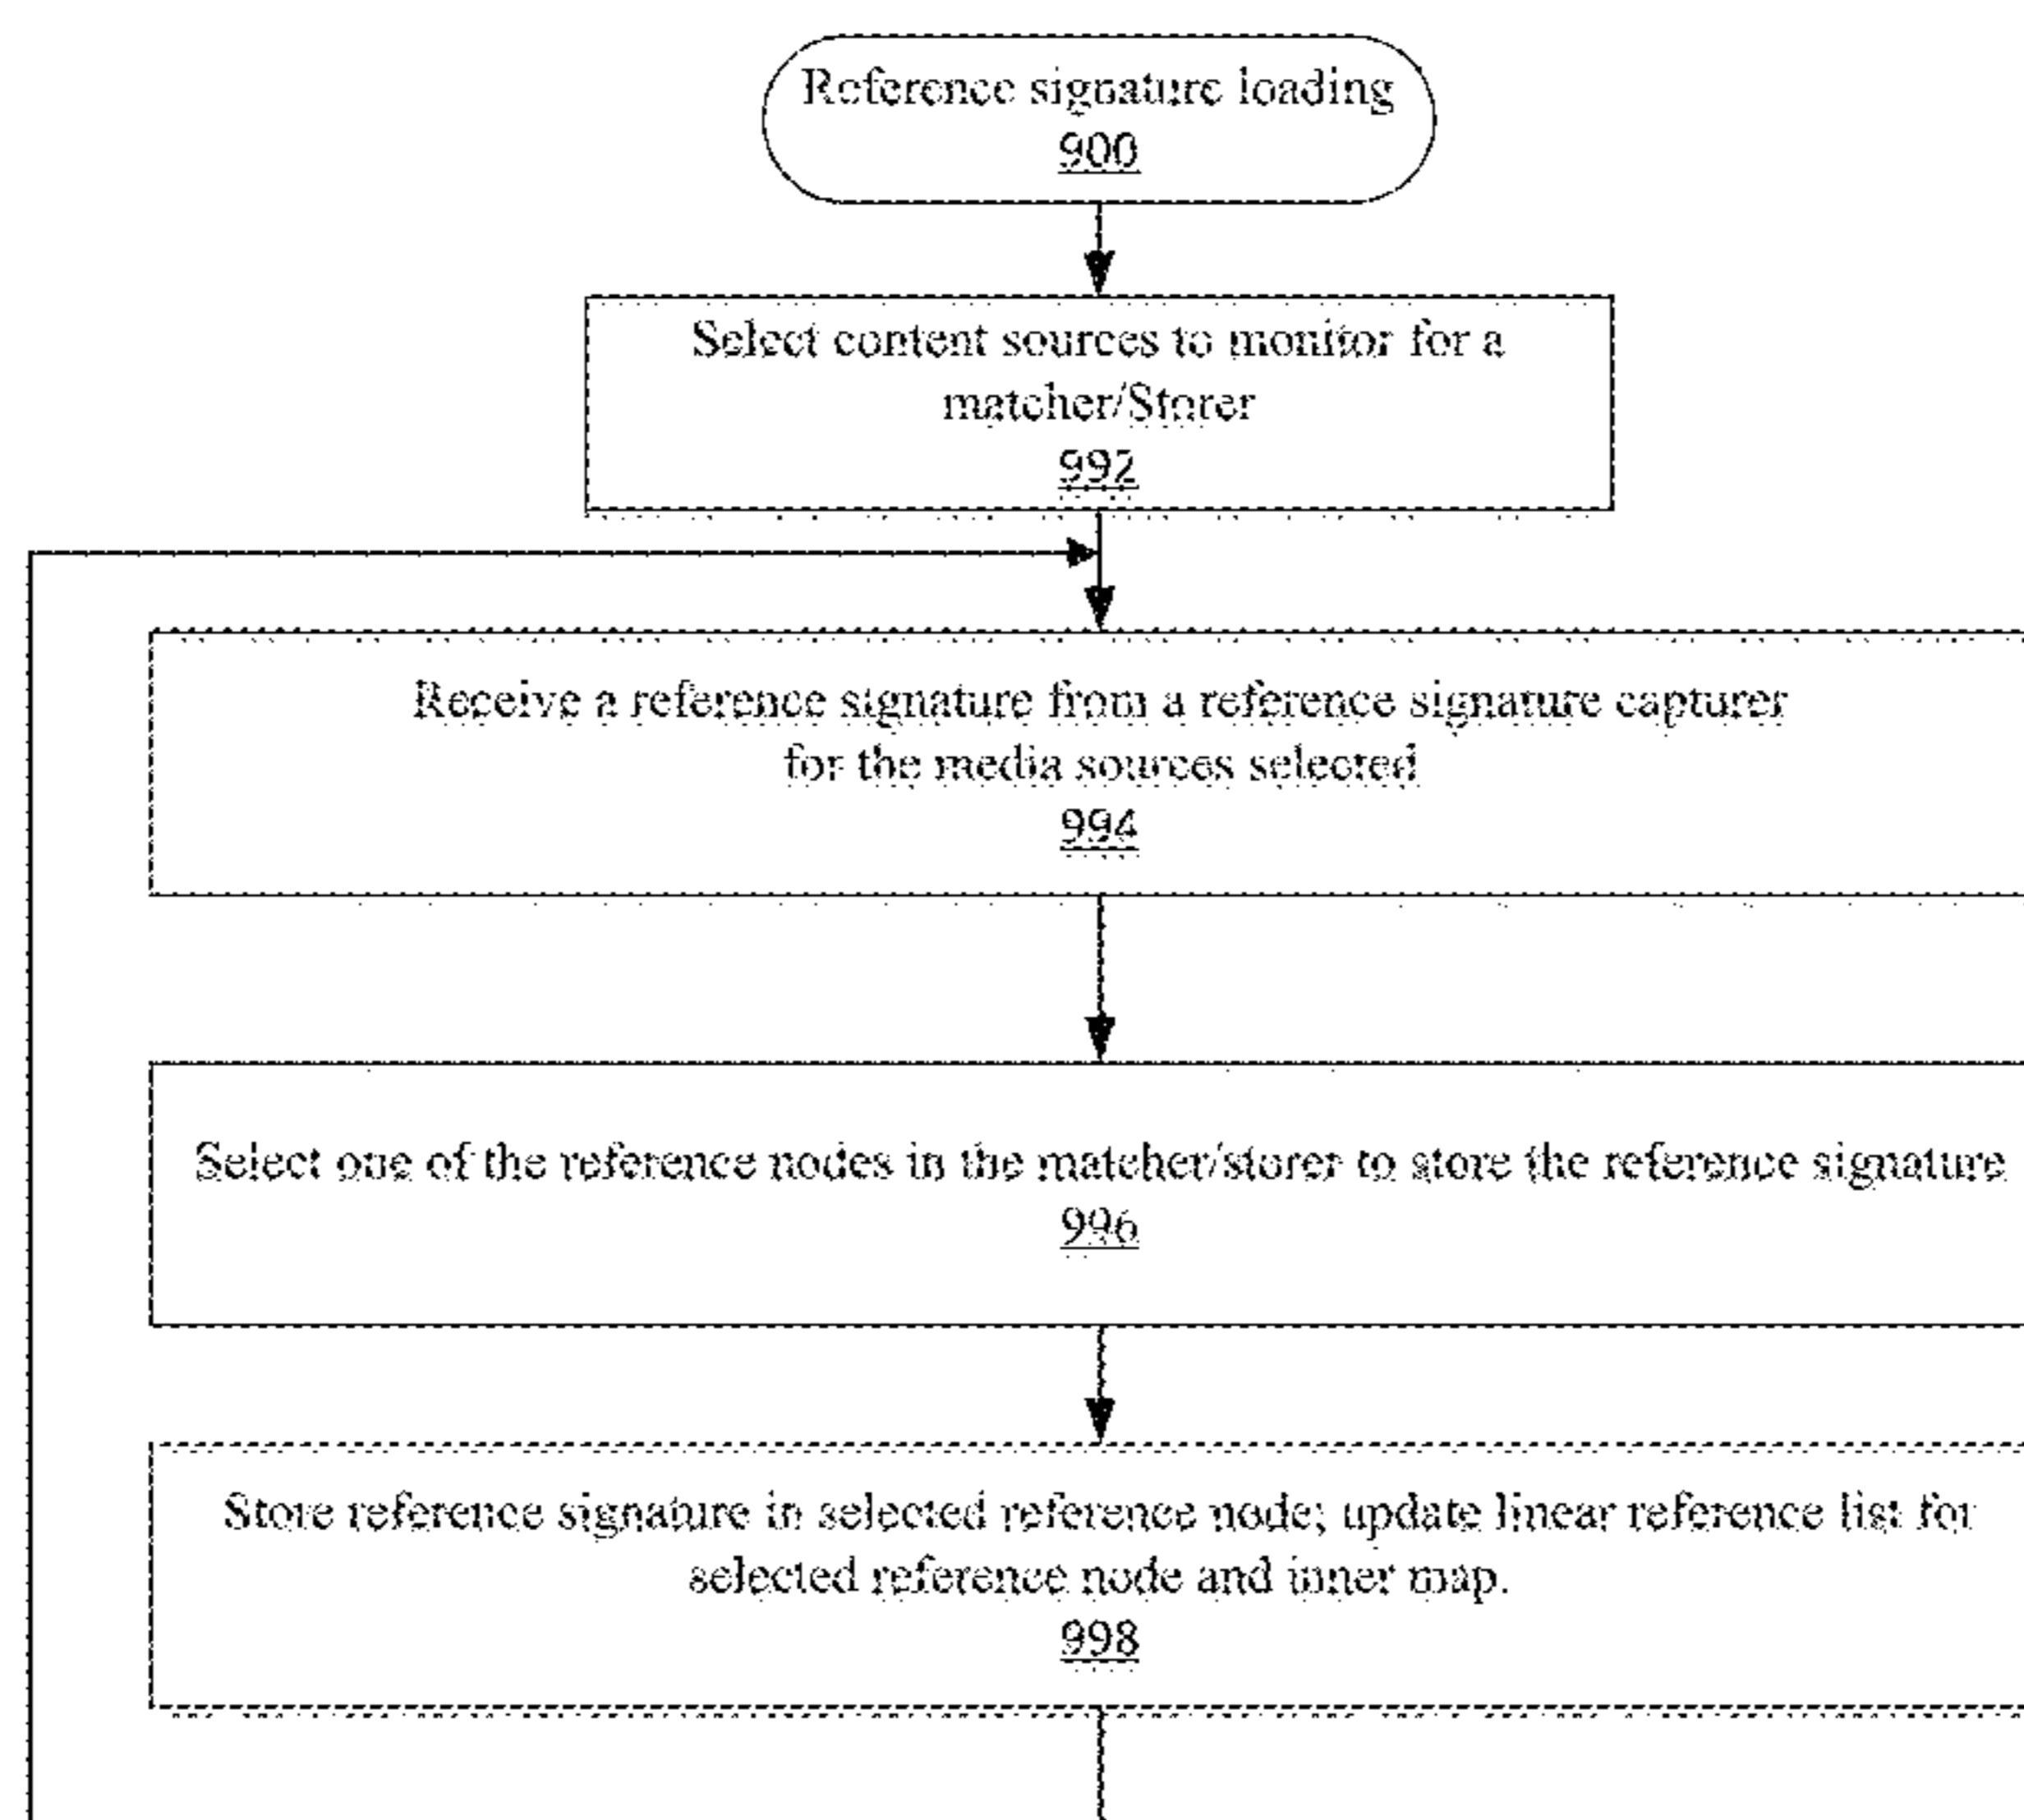 Reference signature loading
900
Select content sources to monitor for a
matcher/Storer
992
Receive a reference signature from a reference signature capturer
for the media sources selected
994
Select one of the reference nodes in the matcher/storer to store the reference signature
996
Store reference signature in selected reference node; update linear reference list for
selected reference node and inner map.
998